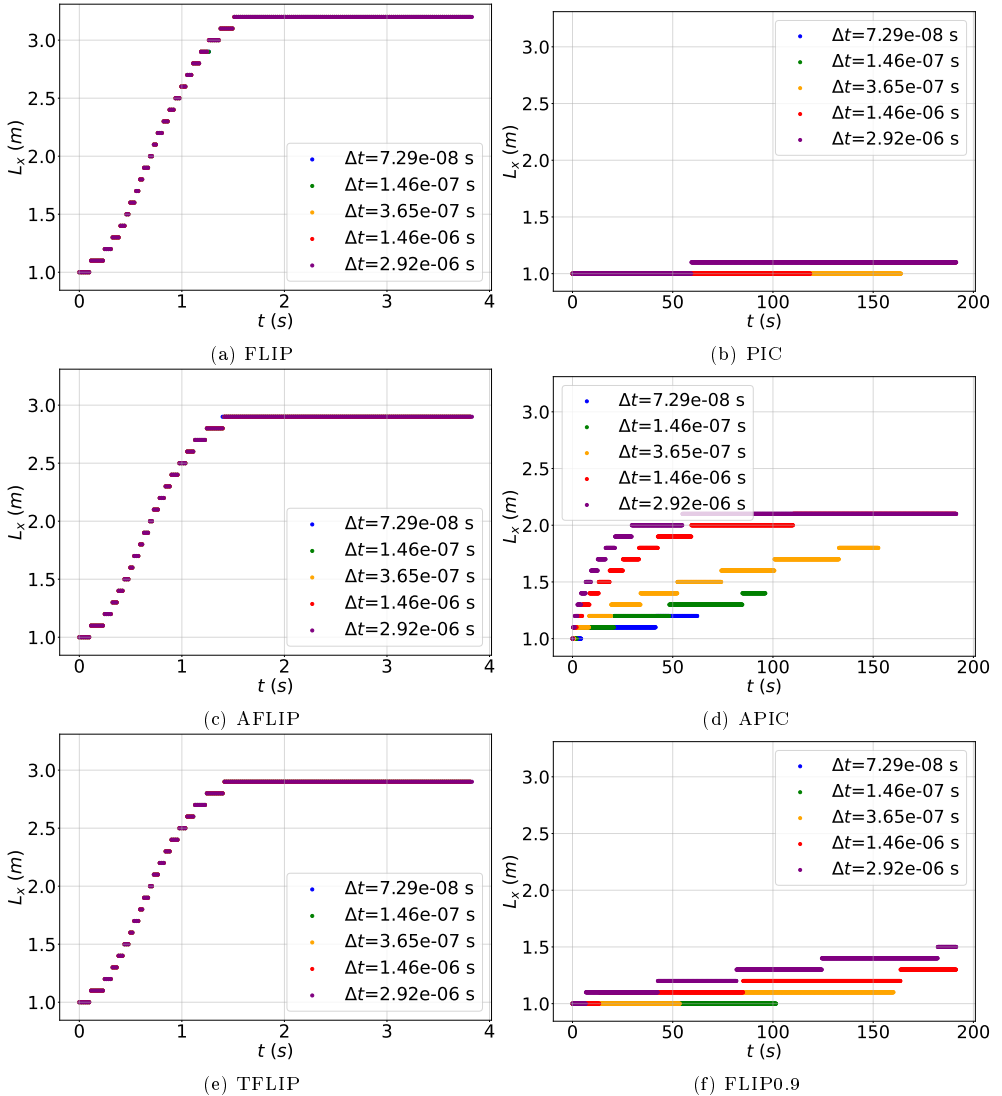 3.0
2.5
2.0
1.5
1.0
L_x (m)
Δt=7.29e-08 s
Δt=1.46e-07 s
Δt=3.65e-07 s
Δt=1.46e-06 s
Δt=2.92e-06 s
0 1 2 3 4
t (s)
(a) FLIP
3.0
2.5
2.0
1.5
1.0
L_x (m)
Δt=7.29e-08 s
Δt=1.46e-07 s
Δt=3.65e-07 s
Δt=1.46e-06 s
Δt=2.92e-06 s
0 50 100 150 200
t (s)
(b) PIC
3.0
2.5
2.0
1.5
1.0
L_x (m)
Δt=7.29e-08 s
Δt=1.46e-07 s
Δt=3.65e-07 s
Δt=1.46e-06 s
Δt=2.92e-06 s
0 1 2 3 4
t (s)
(c) AFLIP
3.0
2.5
2.0
1.5
1.0
L_x (m)
Δt=7.29e-08 s
Δt=1.46e-07 s
Δt=3.65e-07 s
Δt=1.46e-06 s
Δt=2.92e-06 s
0 50 100 150 200
t (s)
(d) APIC
3.0
2.5
2.0
1.5
1.0
L_x (m)
Δt=7.29e-08 s
Δt=1.46e-07 s
Δt=3.65e-07 s
Δt=1.46e-06 s
Δt=2.92e-06 s
0 1 2 3 4
t (s)
(e) TFLIP
3.0
2.5
2.0
1.5
1.0
L_x (m)
Δt=7.29e-08 s
Δt=1.46e-07 s
Δt=3.65e-07 s
Δt=1.46e-06 s
Δt=2.92e-06 s
0 50 100 150 200
t (s)
(f) FLIP0.9